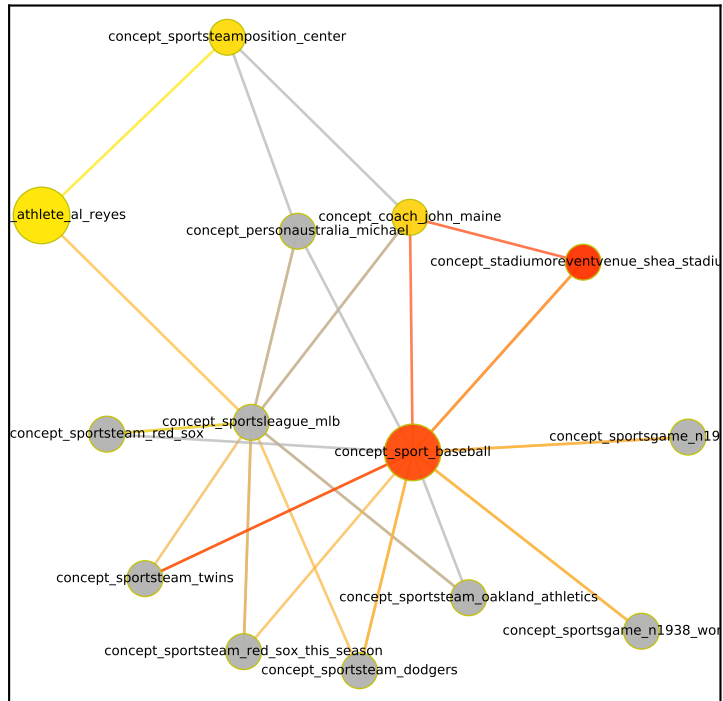 concept_sportsteamposition_center
_athlete_al_reyes
concept_coach_john_maine
concept_personaustralia_michael
concept_stadiumoreventvenue_shea_stadiu
concept_sportsleague_mlb
concept_sportsteam_red_sox
concept_sportsgame_n19
concept_sport_baseball
concept_sportsteam_twins
concept_sportsteam_oakland_athletics
concept_sportsgame_n1938_wor
concept_sportsteam_red_sox_this_season
concept_sportsteam_dodgers